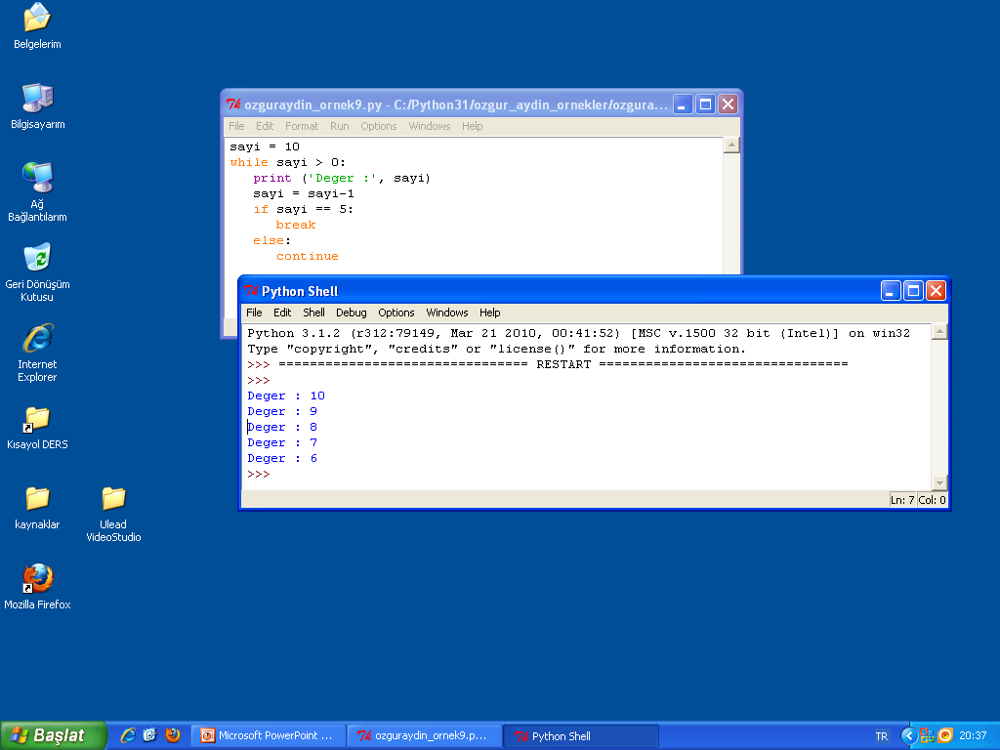 Belgelerim
Bilgisayarım
Ağ
Bağlantılarım
Geri Dönüşüm
Kutusu
Internet
Explorer
Kısayol DERS
kaynaklar
Ulead
VideoStudio
Mozilla Firefox
ozguraydin_ornek9.py - C:/Python31/ozgur_aydin_ornekler/ozgura...
File Edit Format Run Options Windows Help
sayi = 10
while sayi > 0:
   print ('Deger :', sayi)
   sayi = sayi-1
   if sayi == 5:
      break
   else:
      continue
Python Shell
File Edit Shell Debug Options Windows Help
Python 3.1.2 (r312:79149, Mar 21 2010, 00:41:52) [MSC v.1500 32 bit (Intel)] on win32
Type "copyright", "credits" or "license()" for more information.
>>> ================================ RESTART ================================
>>>
Deger : 10
Deger : 9
Deger : 8
Deger : 7
Deger : 6
>>>
Ln: 7 Col: 0
Başlat
Microsoft PowerPoint ...
ozguraydin_ornek9.p...
Python Shell
TR
20:37